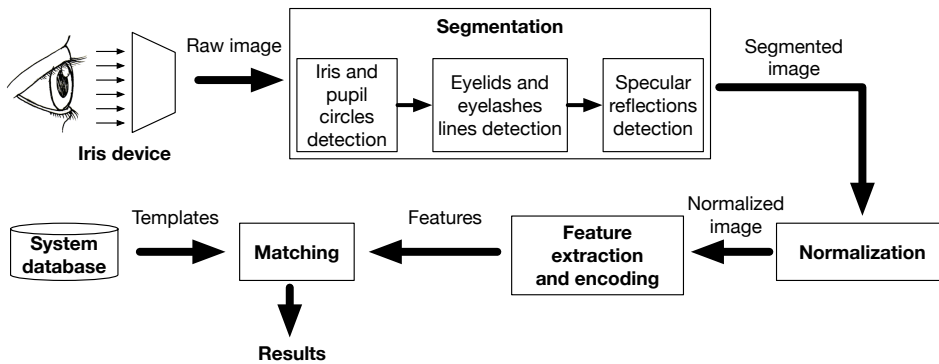 Iris device
Raw image
Segmentation
Iris and
pupil
circles
detection
Eyelids and
eyelashes
lines detection
Specular
reflections
detection
Segmented
image
Normalization
Normalized
image
Feature
extraction
and encoding
Features
Matching
Templates
System
database
Results